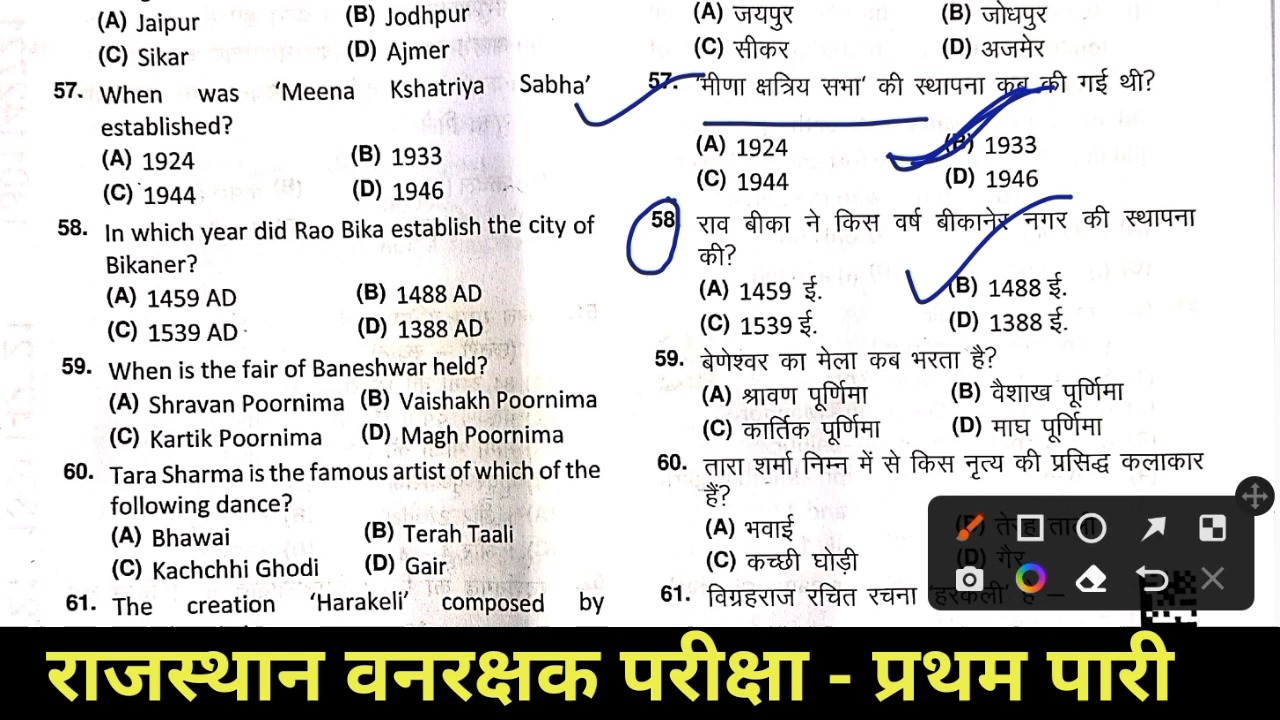 (A) Jaipur
(B) Jodhpur
(C) Sikar
(D) Ajmer
57. When was ‘Meena Kshatriya Sabha’
established?
(A) 1924
(B) 1933
(C) 1944
(D) 1946
58. In which year did Rao Bika establish the city of
Bikaner?
(A) 1459 AD
(B) 1488 AD
(C) 1539 AD
(D) 1388 AD
59. When is the fair of Baneshwar held?
(A) Shravan Poornima
(B) Vaishakh Poornima
(C) Kartik Poornima
(D) Magh Poornima
60. Tara Sharma is the famous artist of which of the
following dance?
(A) Bhawai
(B) Terah Taali
(C) Kachchhi Ghodi
(D) Gair
61. The creation ‘Harakeli’ composed by
(A) जयपुर
(B) जोधपुर
(C) सीकर
(D) अजमेर
57. ‘मीणा क्षत्रिय सभा’ की स्थापना कब की गई थी?
(A) 1924
(B) 1933
(C) 1944
(D) 1946
58 राव बीका ने किस वर्ष बीकानेर नगर की स्थापना
की?
(A) 1459 ई.
(B) 1488 ई.
(C) 1539 ई.
(D) 1388 ई.
59. बेणेश्वर का मेला कब भरता है?
(A) श्रावण पूर्णिमा
(B) वैशाख पूर्णिमा
(C) कार्तिक पूर्णिमा
(D) माघ पूर्णिमा
60. तारा शर्मा निम्न में से किस नृत्य की प्रसिद्ध कलाकार
हैं?
(A) भवाई
(B) तेरह ताली
(C) कच्छी घोड़ी
(D) गैर
61. विग्रहराज रचित रचना ‘हरकेली’ है –
राजस्थान वनरक्षक परीक्षा - प्रथम पारी